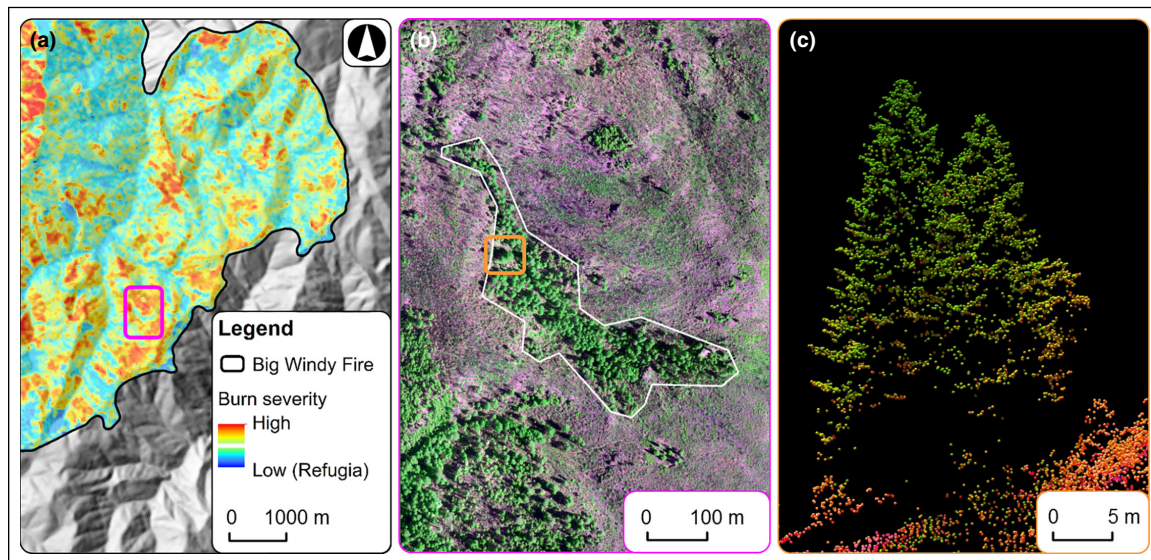 (a)
Legend
Big Windy Fire
Burn severity
High
Low (Refugia)
0 1000 m
(b)
0 100 m
(c)
0 5 m